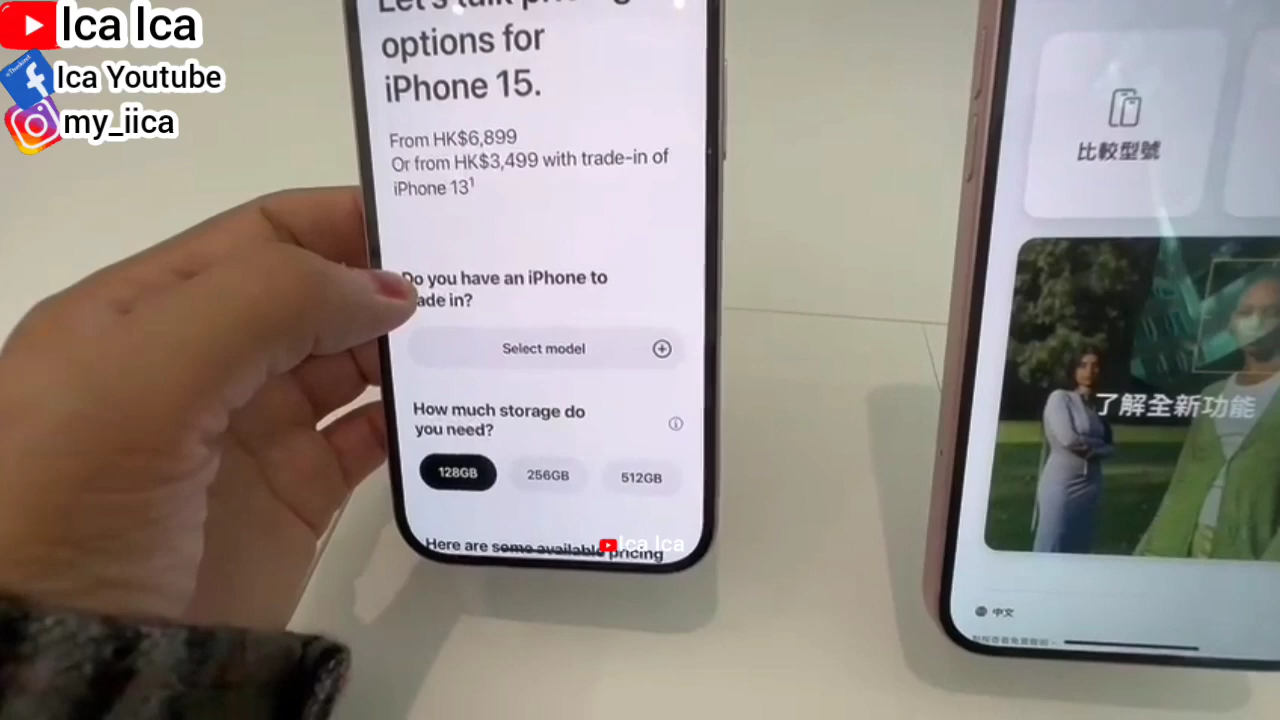 Ica Ica
Ica Youtube
my_iica
Let's talk pricing
options for
iPhone 15.
From HK$6,899
Or from HK$3,499 with trade-in of
iPhone 13¹
Do you have an iPhone to
ade in?
Select model
How much storage do
you need?
128GB
256GB
512GB
Here are some available pricing
Ica Ica
比較型號
了解全新功能
中文